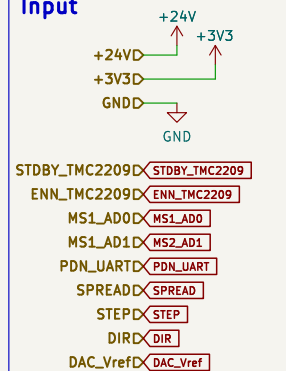 Input
+24V
+3V3
+24V
+3V3
GND
GND
STDBY_TMC2209 STDBY_TMC2209
ENN_TMC2209 ENN_TMC2209
MS1_AD0 MS1_AD0
MS1_AD1 MS2_AD1
PDN_UART PDN_UART
SPREAD SPREAD
STEP STEP
DIR DIR
DAC_Vref DAC_Vref